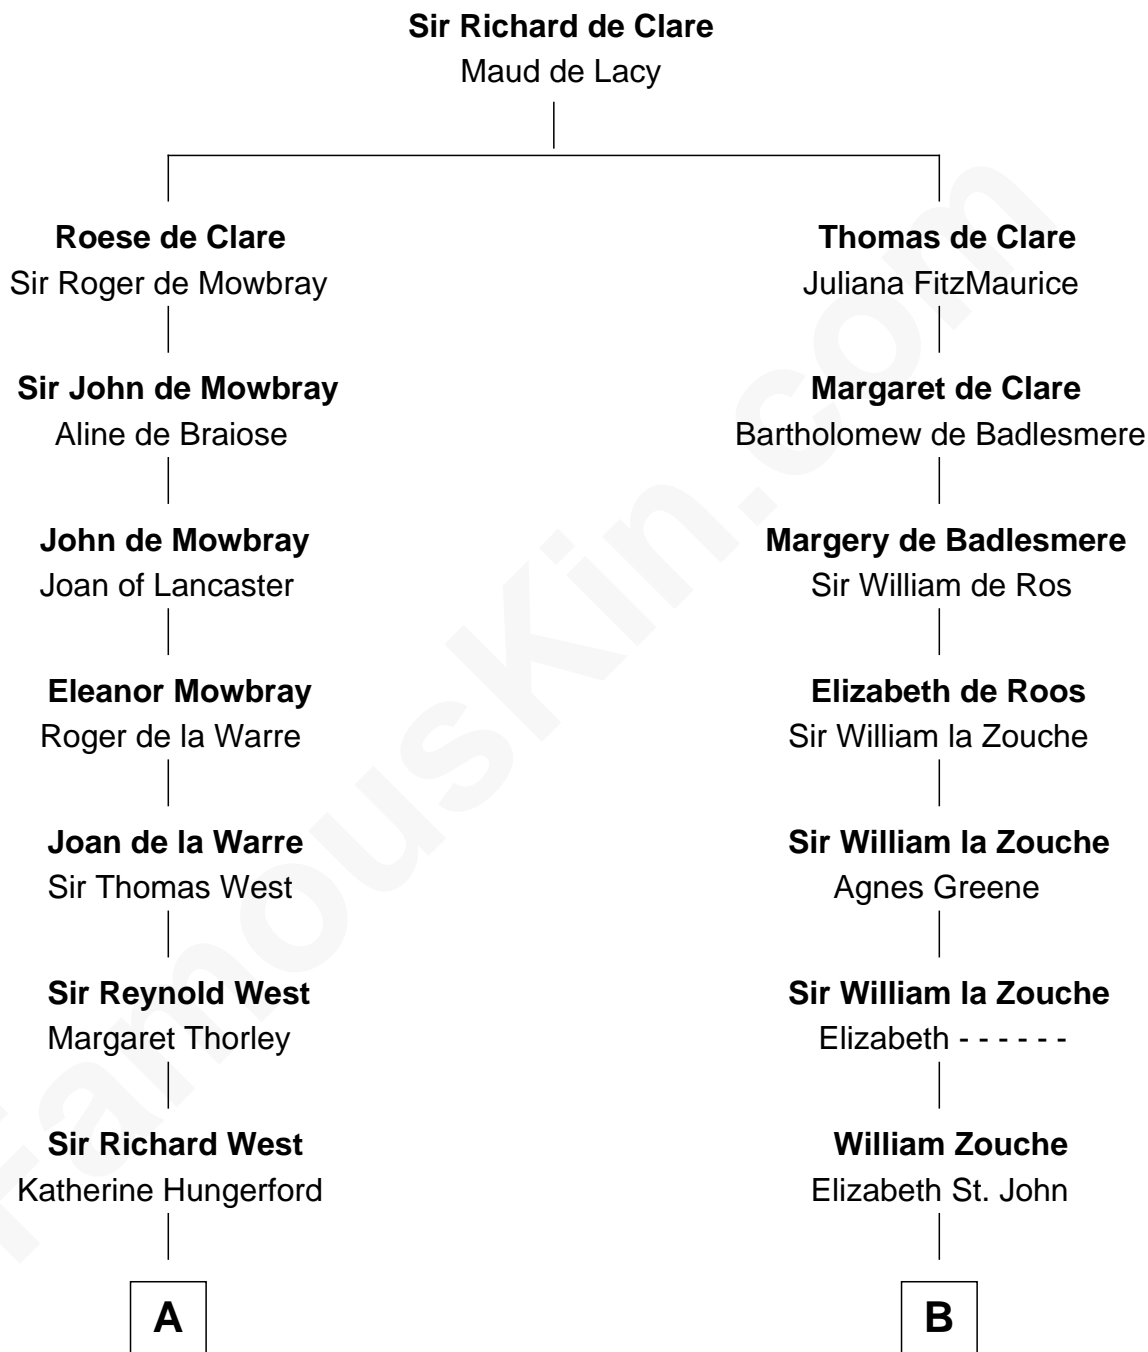 Sir Richard de Clare
Maud de Lacy
Roese de Clare
Sir Roger de Mowbray
Thomas de Clare
Juliana FitzMaurice
Sir John de Mowbray
Aline de Braiose
Margaret de Clare
Bartholomew de Badlesmere
John de Mowbray
Joan of Lancaster
Margery de Badlesmere
Sir William de Ros
Eleanor Mowbray
Roger de la Warre
Elizabeth de Roos
Sir William la Zouche
Joan de la Warre
Sir Thomas West
Sir William la Zouche
Agnes Greene
Sir Reynold West
Margaret Thorley
Sir William la Zouche
Elizabeth - - - - - -
Sir Richard West
Katherine Hungerford
William Zouche
Elizabeth St. John
A
B
FamousKin.com